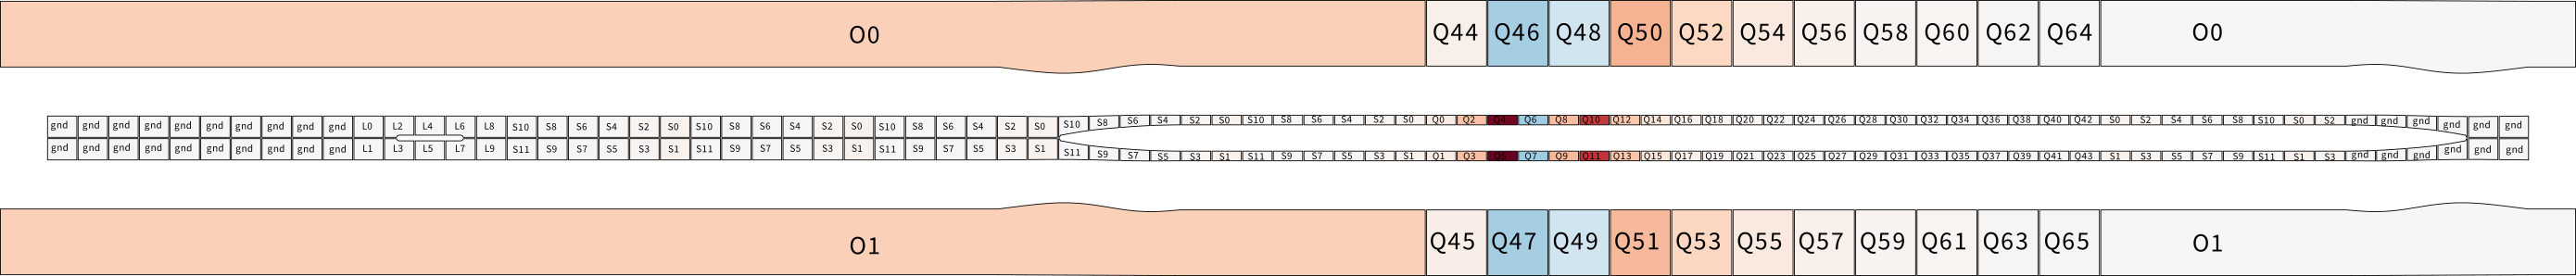 O0 Q44 Q46 Q48 Q50 Q52 Q54 Q56 Q58 Q60 Q62 Q64 O0
gnd gnd gnd gnd gnd gnd gnd gnd gnd gnd L0 L2 L4 L6 L8 S10 S8 S6 S4 S2 S0 S10 S8 S6 S4 S2 S0 S10 S8 S6 S4 S2 S0 S10 S8 S6 S4 S2 S0 S10 S8 S6 S4 S2 S0 Q0 Q2 Q4 Q6 Q8 Q10 Q12 Q14 Q16 Q18 Q20 Q22 Q24 Q26 Q28 Q30 Q32 Q34 Q36 Q38 Q40 Q42 S0 S2 S4 S6 S8 S10 S0 S2 gnd gnd gnd gnd gnd gnd
gnd gnd gnd gnd gnd gnd gnd gnd gnd gnd L1 L3 L5 L7 L9 S11 S9 S7 S5 S3 S1 S11 S9 S7 S5 S3 S1 S11 S9 S7 S5 S3 S1 S11 S9 S7 S5 S3 S1 S11 S9 S7 S5 S3 S1 Q1 Q3 Q5 Q7 Q9 Q11 Q13 Q15 Q17 Q19 Q21 Q23 Q25 Q27 Q29 Q31 Q33 Q35 Q37 Q39 Q41 Q43 S1 S3 S5 S7 S9 S11 S1 S3 gnd gnd gnd gnd gnd gnd
O1 Q45 Q47 Q49 Q51 Q53 Q55 Q57 Q59 Q61 Q63 Q65 O1